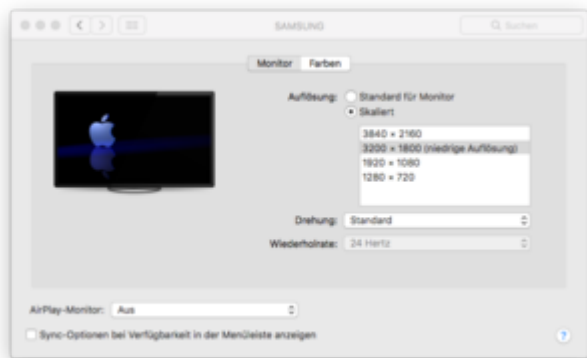 SAMSUNG
Suchen
Monitor Farben
Auflösung: Standard für Monitor
Skaliert
3840 × 2160
3200 × 1800 (niedrige Auflösung)
1920 × 1080
1280 × 720
Drehung: Standard
Wiederholrate: 24 Hertz
AirPlay-Monitor: Aus
Sync-Optionen bei Verfügbarkeit in der Menüleiste anzeigen
?